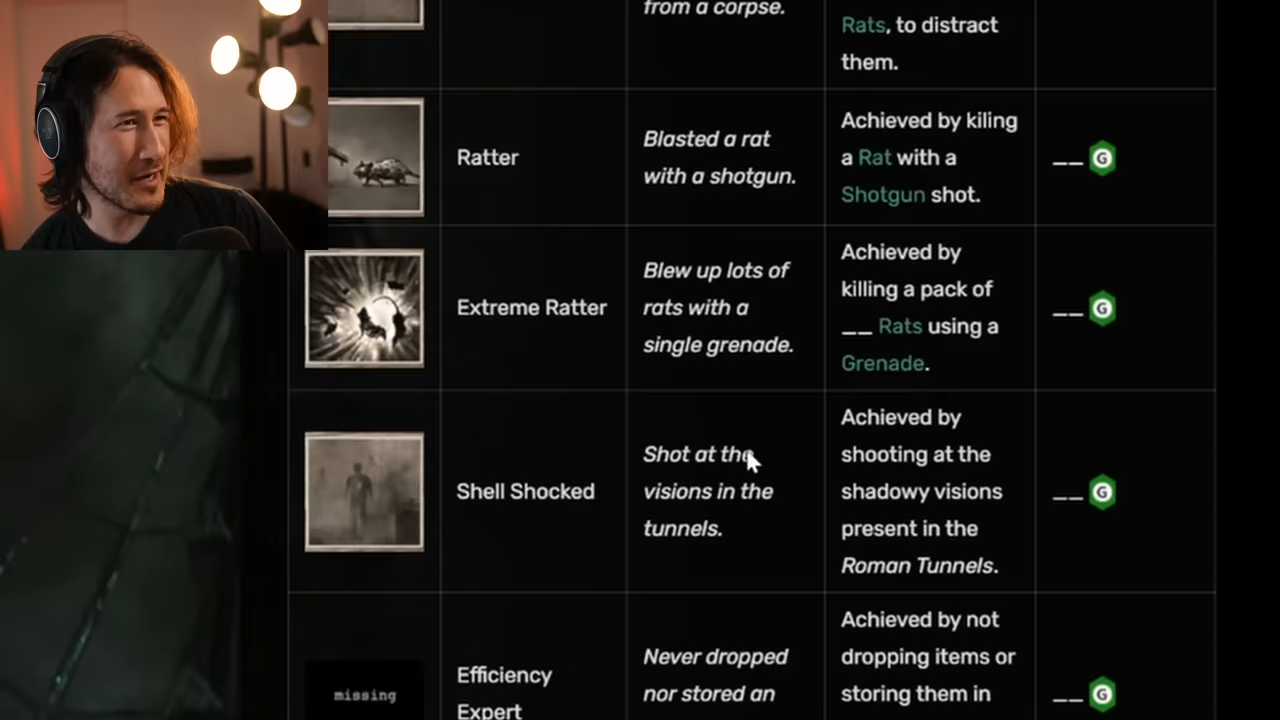 from a corpse.
Rats, to distract
them.
Ratter
Blasted a rat
with a shotgun.
Achieved by kiling
a Rat with a
Shotgun shot.
__ G
Extreme Ratter
Blew up lots of
rats with a
single grenade.
Achieved by
killing a pack of
__ Rats using a
Grenade.
__ G
Shell Shocked
Shot at the
visions in the
tunnels.
Achieved by
shooting at the
shadowy visions
present in the
Roman Tunnels.
__ G
missing
Efficiency
Expert
Never dropped
nor stored an
Achieved by not
dropping items or
storing them in
__ G